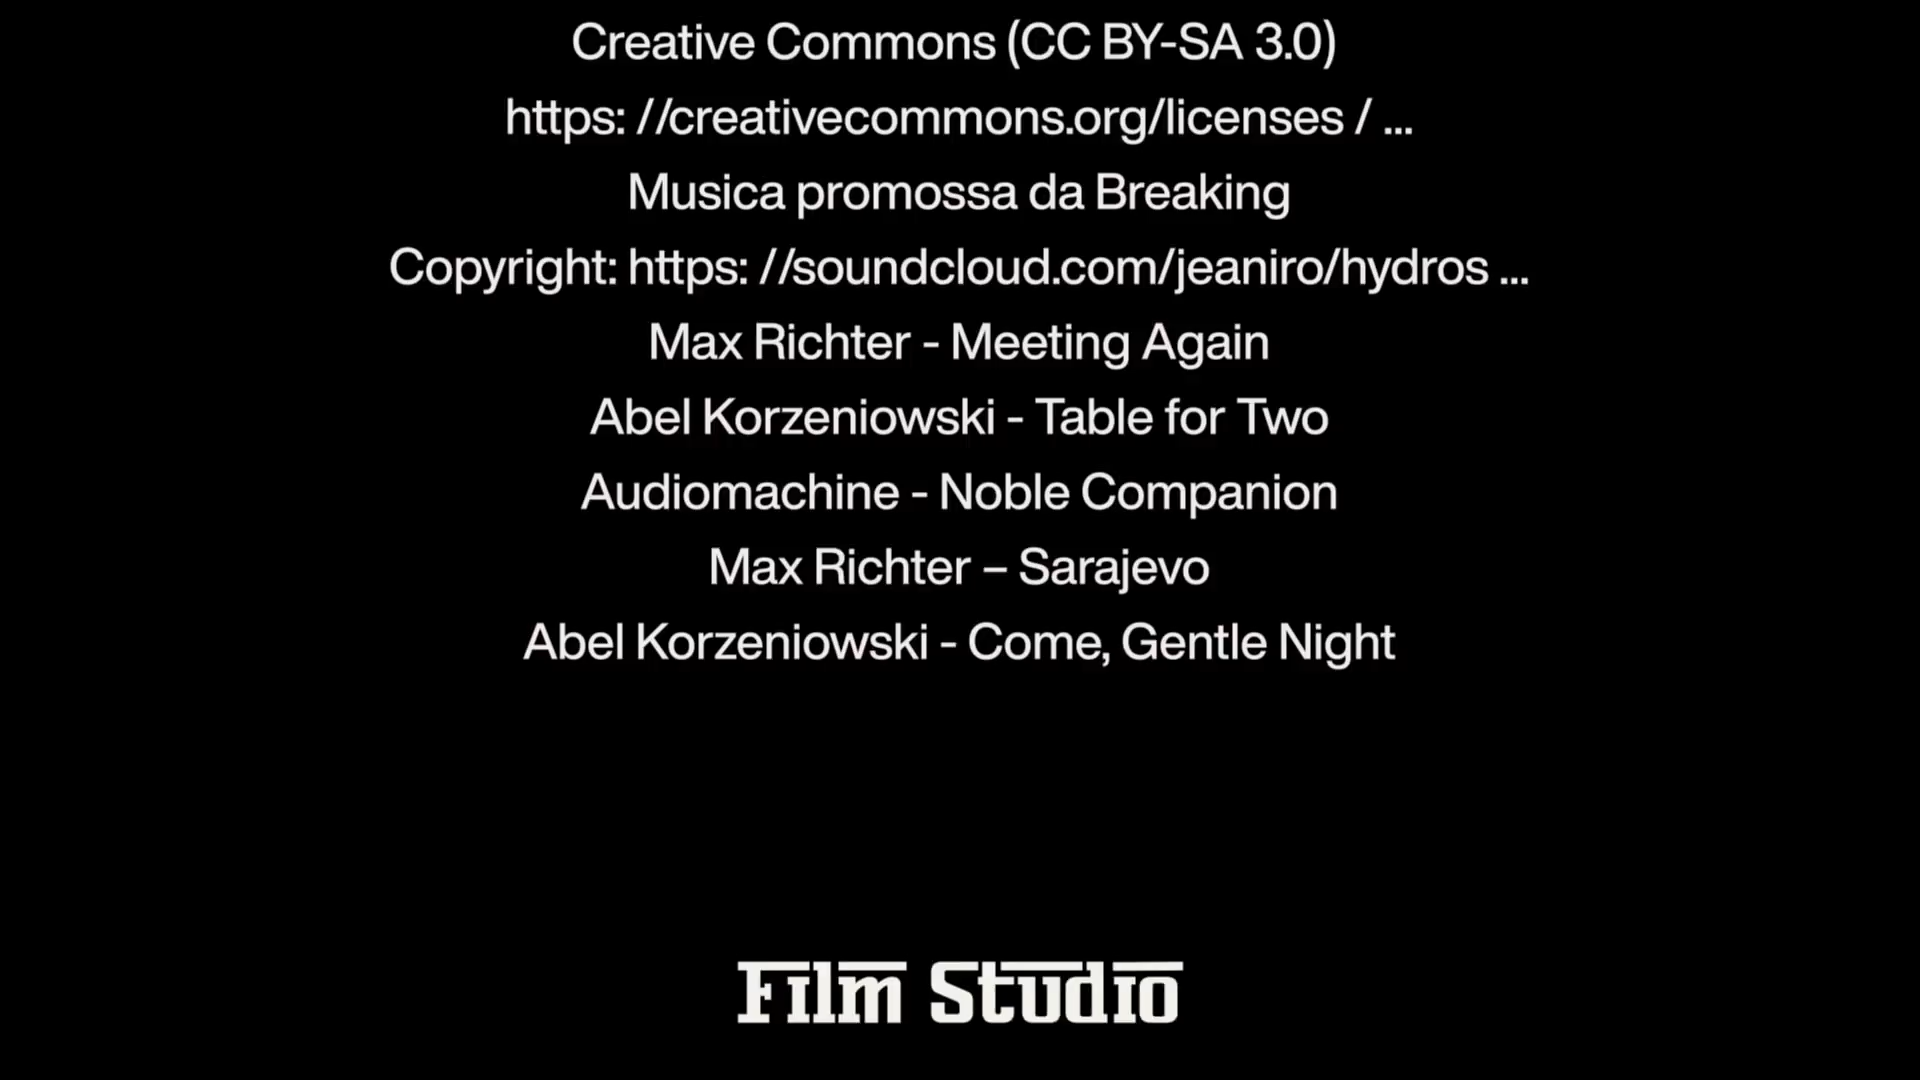 Creative Commons (CC BY-SA 3.0)
https: //creativecommons.org/licenses / ...
Musica promossa da Breaking
Copyright: https: //soundcloud.com/jeaniro/hydros ...
Max Richter - Meeting Again
Abel Korzeniowski - Table for Two
Audiomachine - Noble Companion
Max Richter – Sarajevo
Abel Korzeniowski - Come, Gentle Night
Film Studio